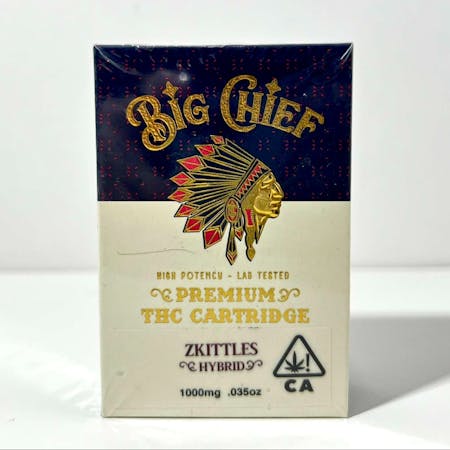 BIG CHIEF
HIGH POTENCY - LAB TESTED
PREMIUM
THC CARTRIDGE
ZKITTLES
HYBRID
!
CA
1000mg .035oz